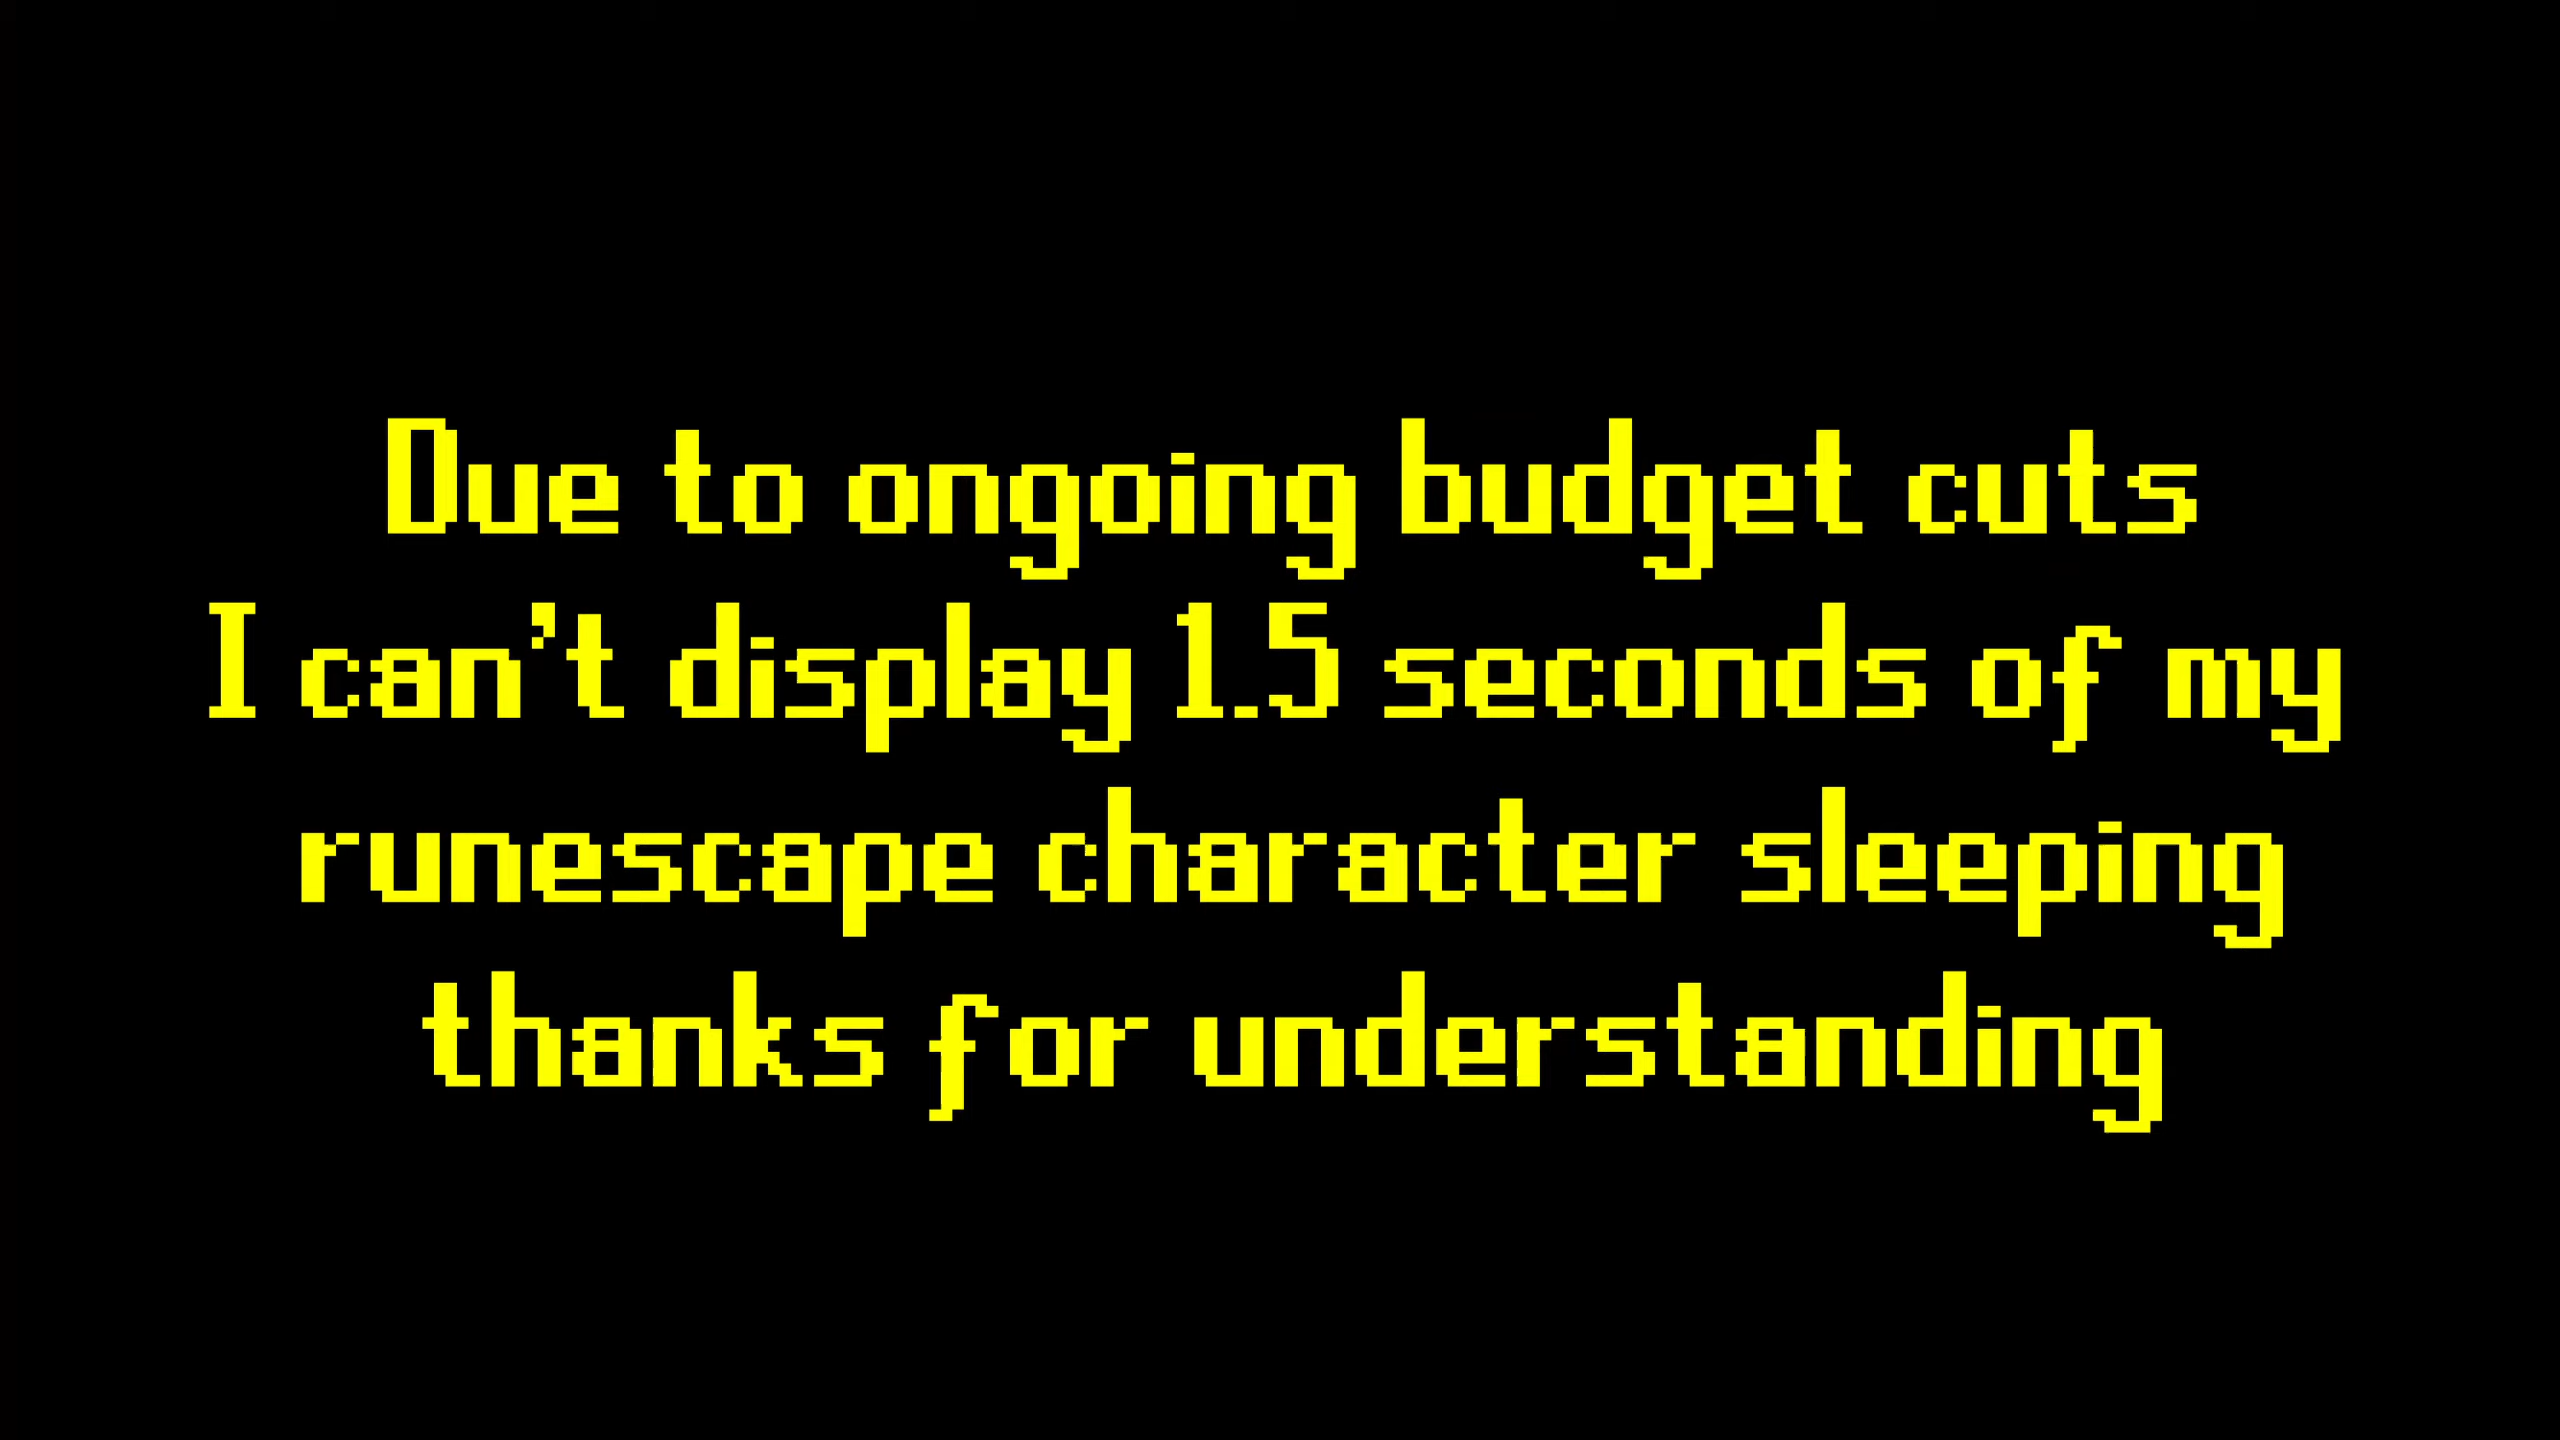 Due to ongoing budget cuts
I can't display 1.5 seconds of my
runescape character sleeping
thanks for understanding